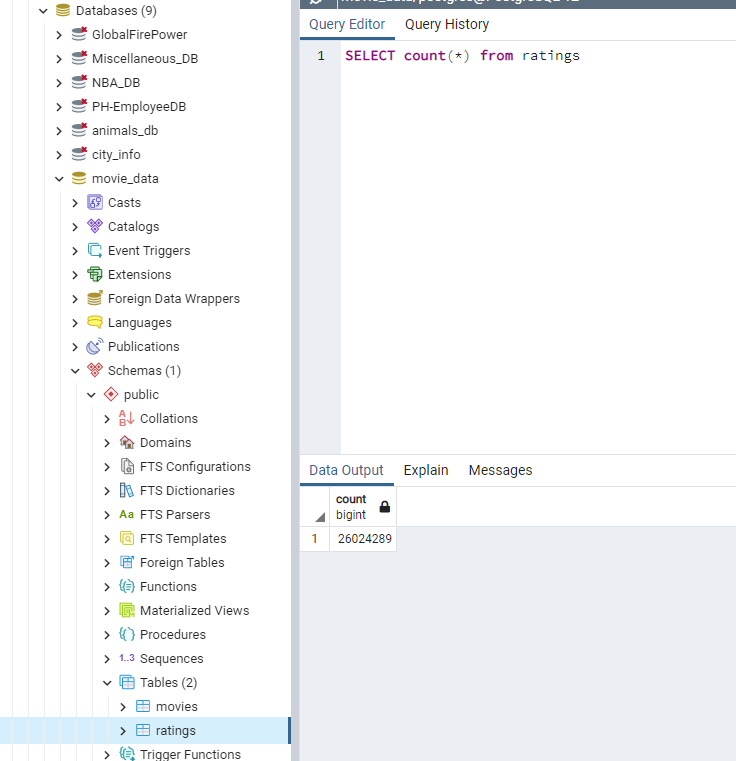 Databases (9)
GlobalFirePower
Miscellaneous_DB
NBA_DB
PH-EmployeeDB
animals_db
city_info
movie_data
Casts
Catalogs
Event Triggers
Extensions
Foreign Data Wrappers
Languages
Publications
Schemas (1)
public
Collations
Domains
FTS Configurations
FTS Dictionaries
Aa FTS Parsers
FTS Templates
Foreign Tables
Functions
Materialized Views
Procedures
1..3 Sequences
Tables (2)
movies
ratings
Trigger Functions
Query Editor Query History
1 SELECT count(*) from ratings
Data Output Explain Messages
count
bigint
1 26024289